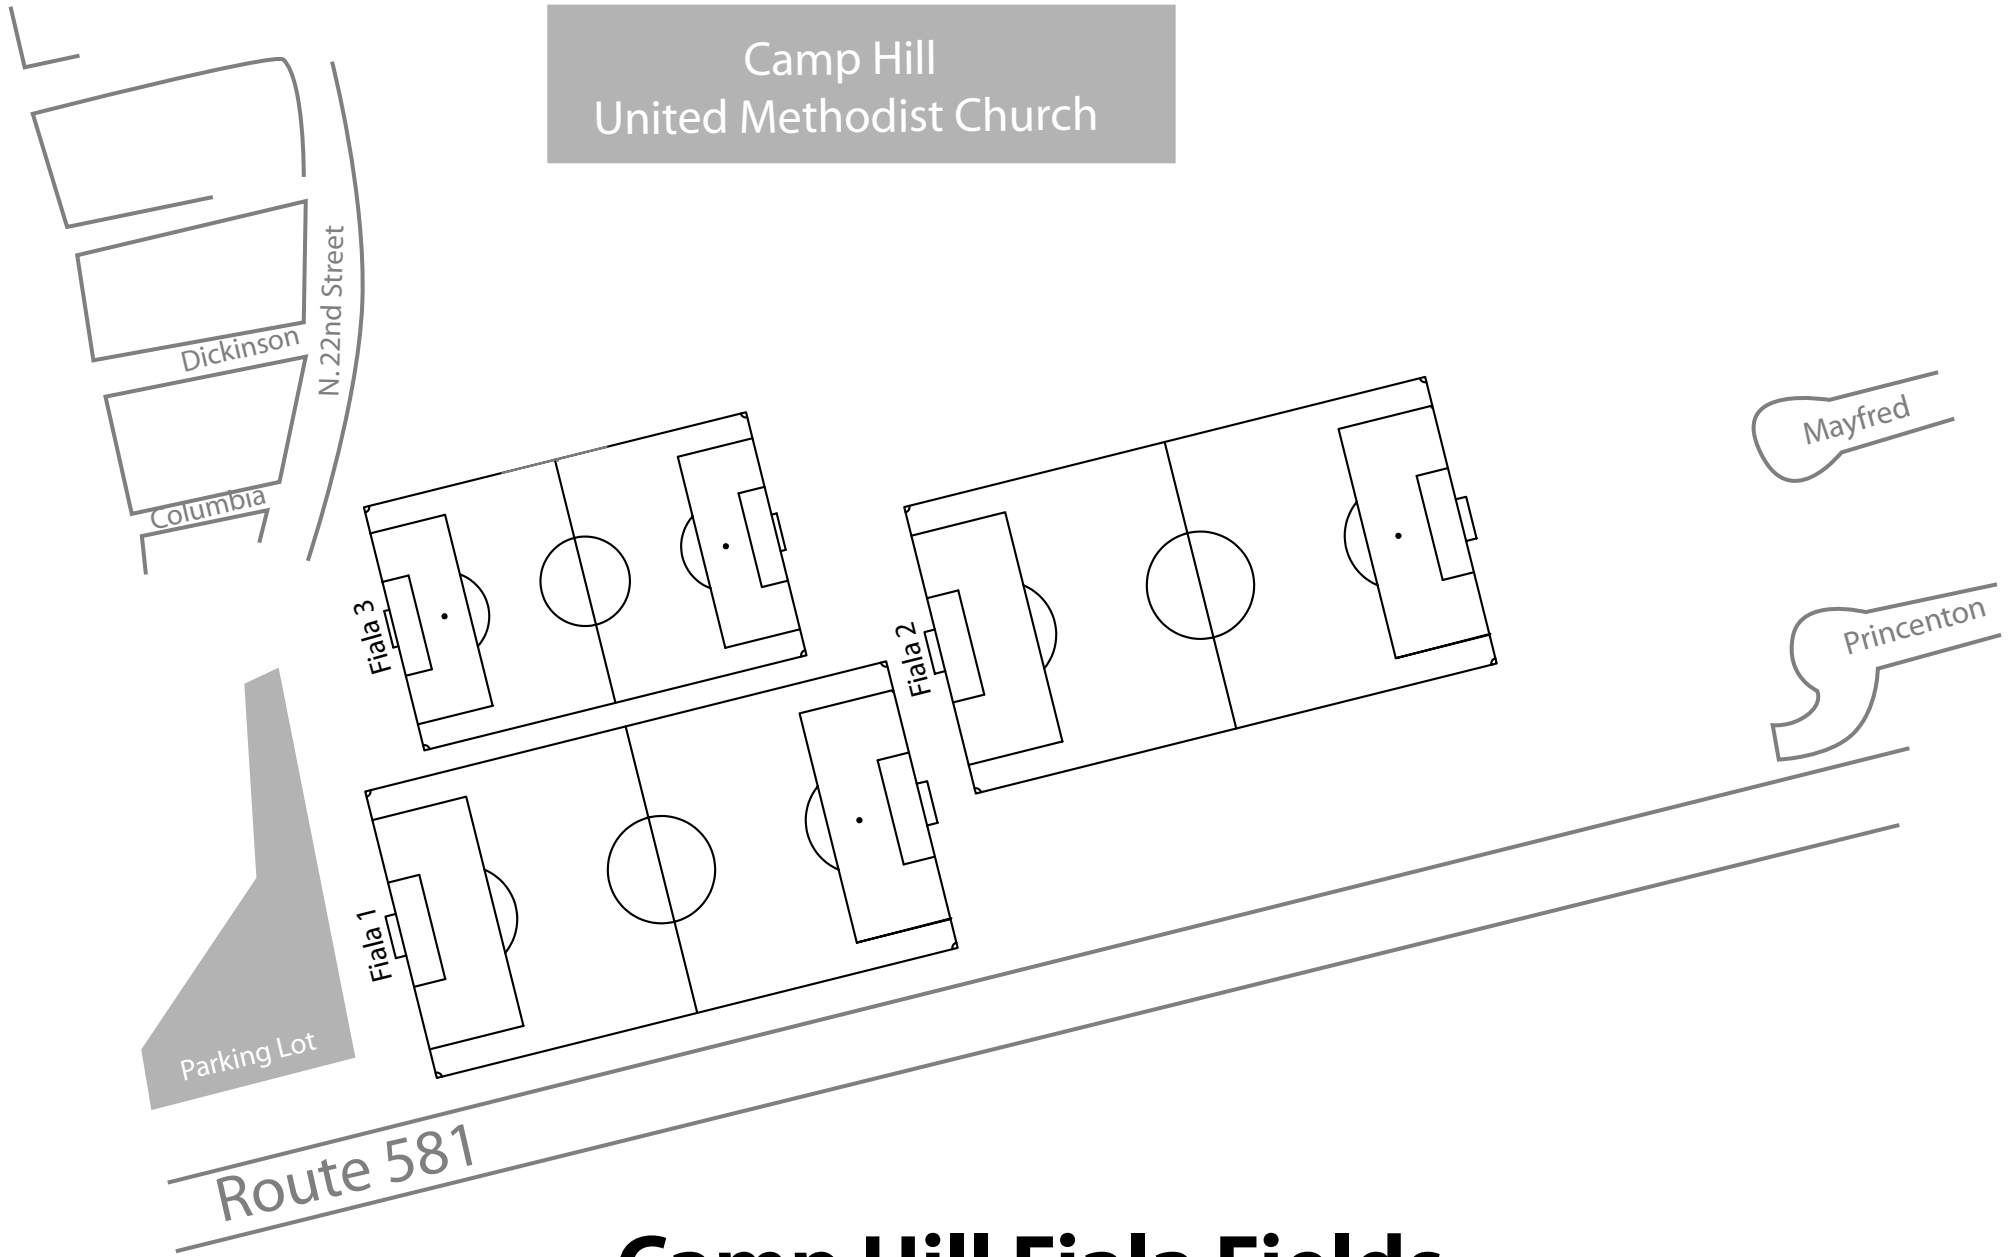 Camp Hill
United Methodist Church
N. 22nd Street
Dickinson
Columbia
Mayfred
Princenton
Fiala 3
Fiala 2
Fiala 1
Parking Lot
Route 581
Camp Hill Fiala Fields